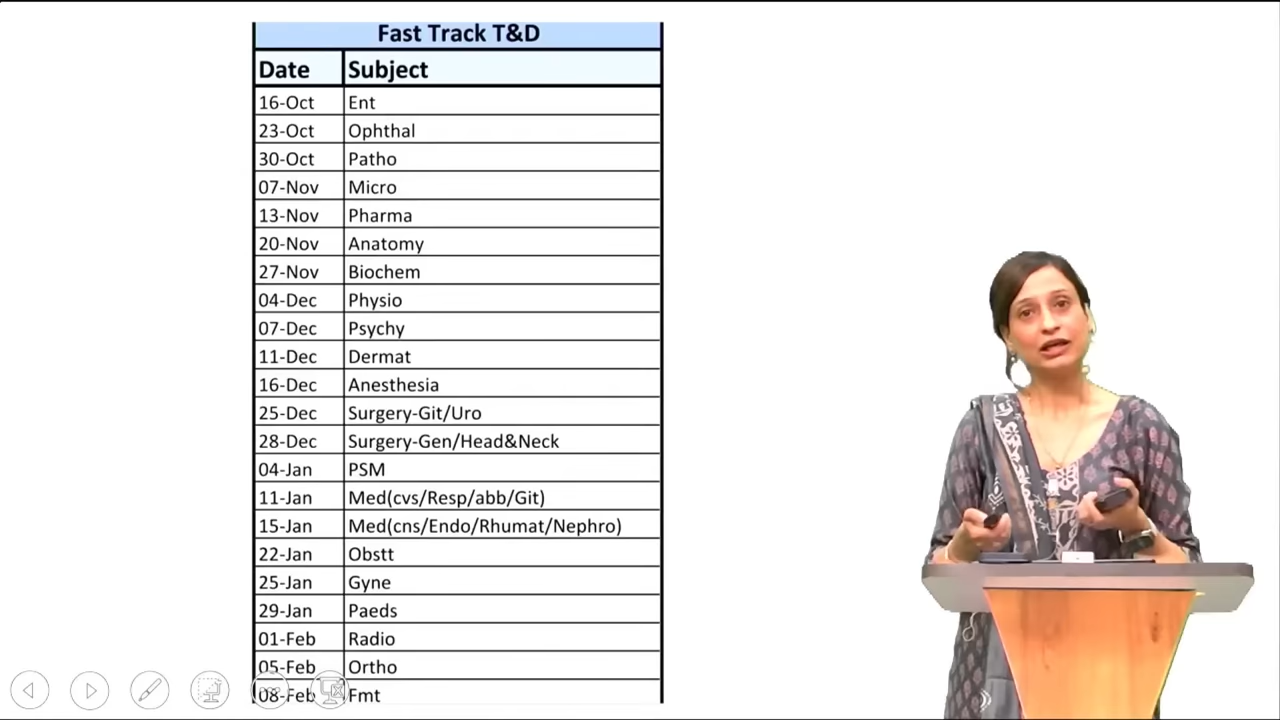 Fast Track T&D
Date Subject
16-Oct Ent
23-Oct Ophthal
30-Oct Patho
07-Nov Micro
13-Nov Pharma
20-Nov Anatomy
27-Nov Biochem
04-Dec Physio
07-Dec Psychy
11-Dec Dermat
16-Dec Anesthesia
25-Dec Surgery-Git/Uro
28-Dec Surgery-Gen/Head&Neck
04-Jan PSM
11-Jan Med(cvs/Resp/abb/Git)
15-Jan Med(cns/Endo/Rhumat/Nephro)
22-Jan Obstt
25-Jan Gyne
29-Jan Paeds
01-Feb Radio
05-Feb Ortho
08-Feb Fmt